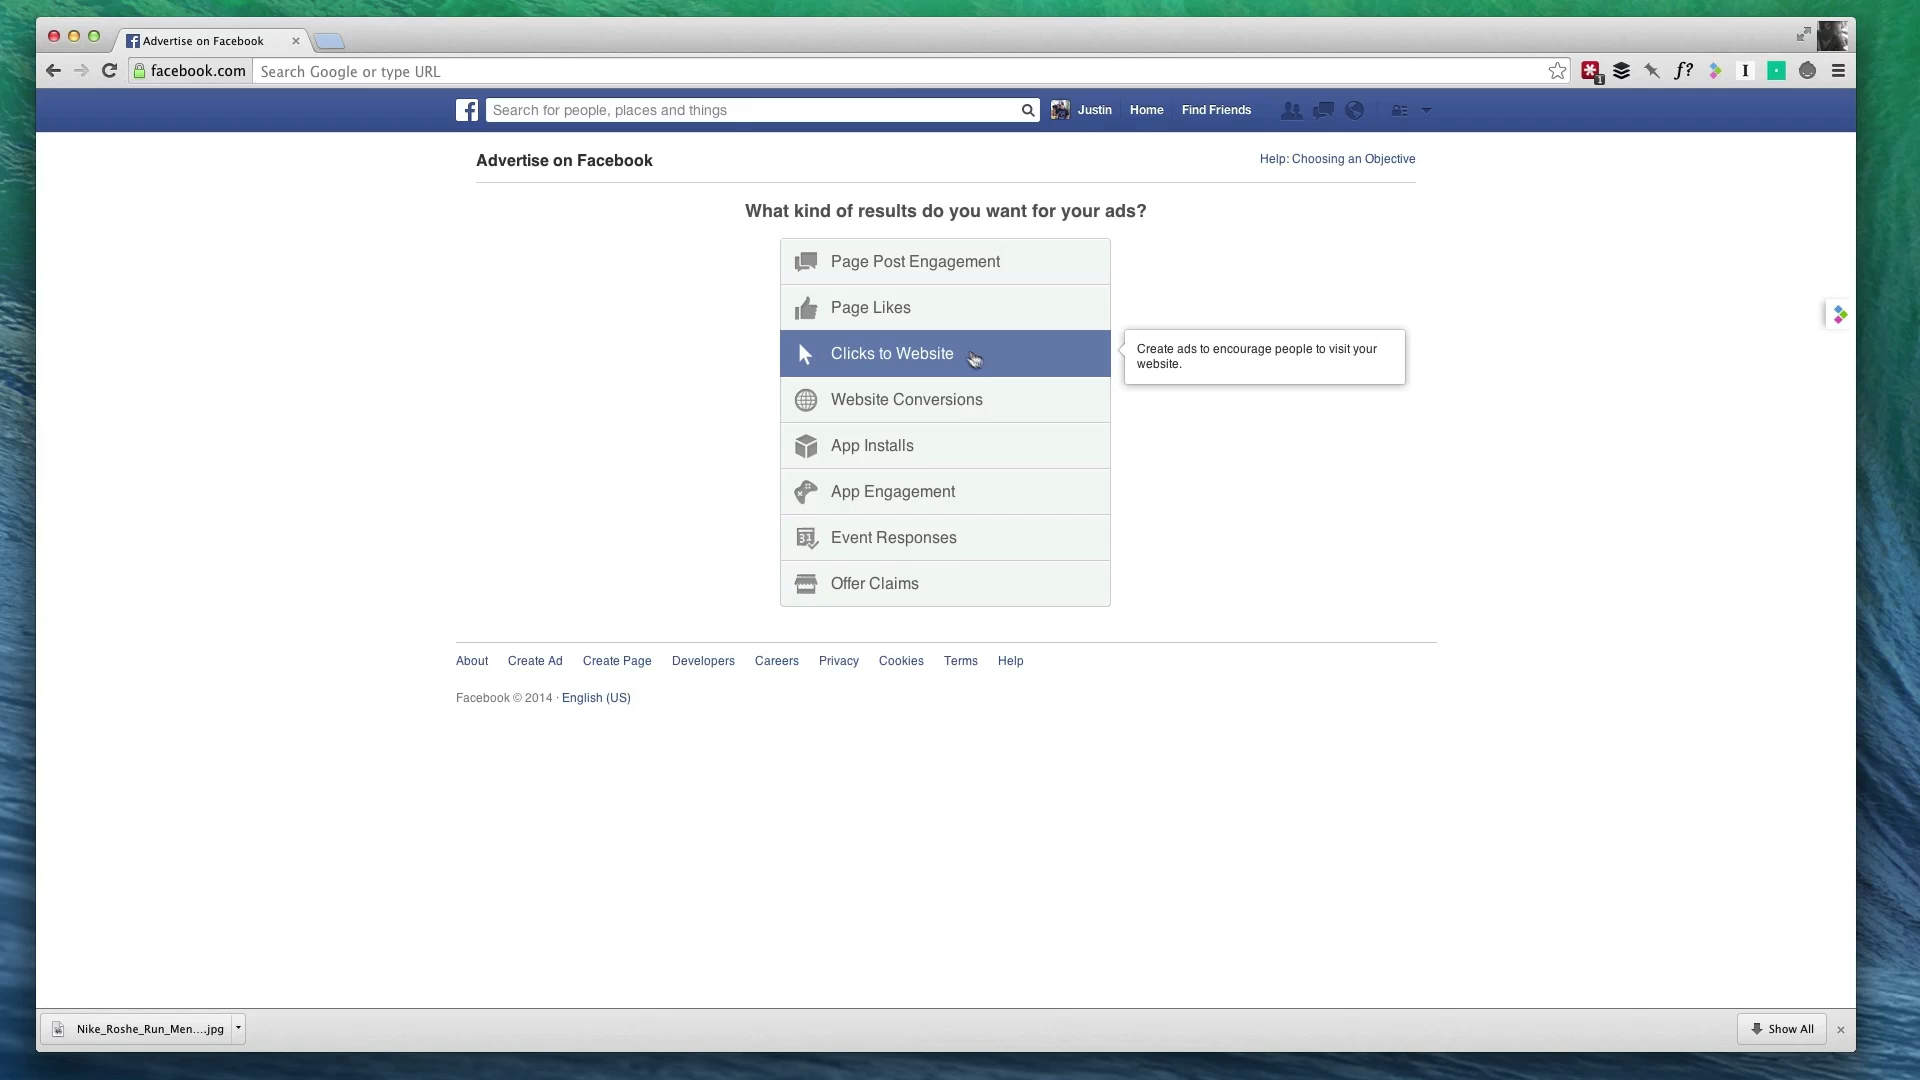 Advertise on Facebook
facebook.com
Search Google or type URL
f?
I
1
Search for people, places and things
Justin
Home
Find Friends
Advertise on Facebook
Help: Choosing an Objective
What kind of results do you want for your ads?
Page Post Engagement
Page Likes
Clicks to Website
Create ads to encourage people to visit your
website.
Website Conversions
App Installs
App Engagement
31
Event Responses
Offer Claims
About
Create Ad
Create Page
Developers
Careers
Privacy
Cookies
Terms
Help
Facebook © 2014 · English (US)
Nike_Roshe_Run_Men....jpg
Show All